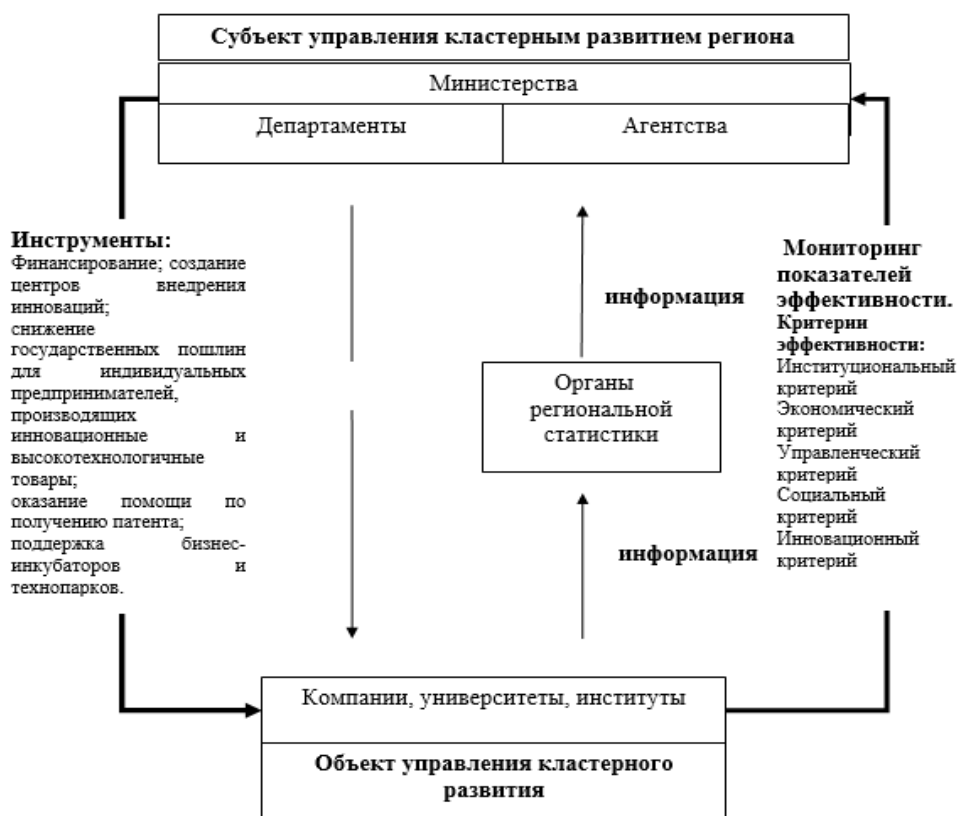 Субъект управления кластерным развитием региона
Министерства
Департаменты
Агентства
Инструменты:
Финансирование; создание
центров внедрения
инноваций;
снижение
государственных пошлин
для индивидуальных
предпринимателей,
производящих
инновационные и
высокотехнологичные
товары;
оказание помощи по
получению патента;
поддержка бизнес-
инкубаторов и
технопарков.
информация
Органы
региональной
статистики
информация
Мониторинг
показателей
эффективности.
Критерии
эффективности:
Институциональный
критерий
Экономический
критерий
Управленческий
критерий
Социальный
критерий
Инновационный
критерий
Компании, университеты, институты
Объект управления кластерного
развития